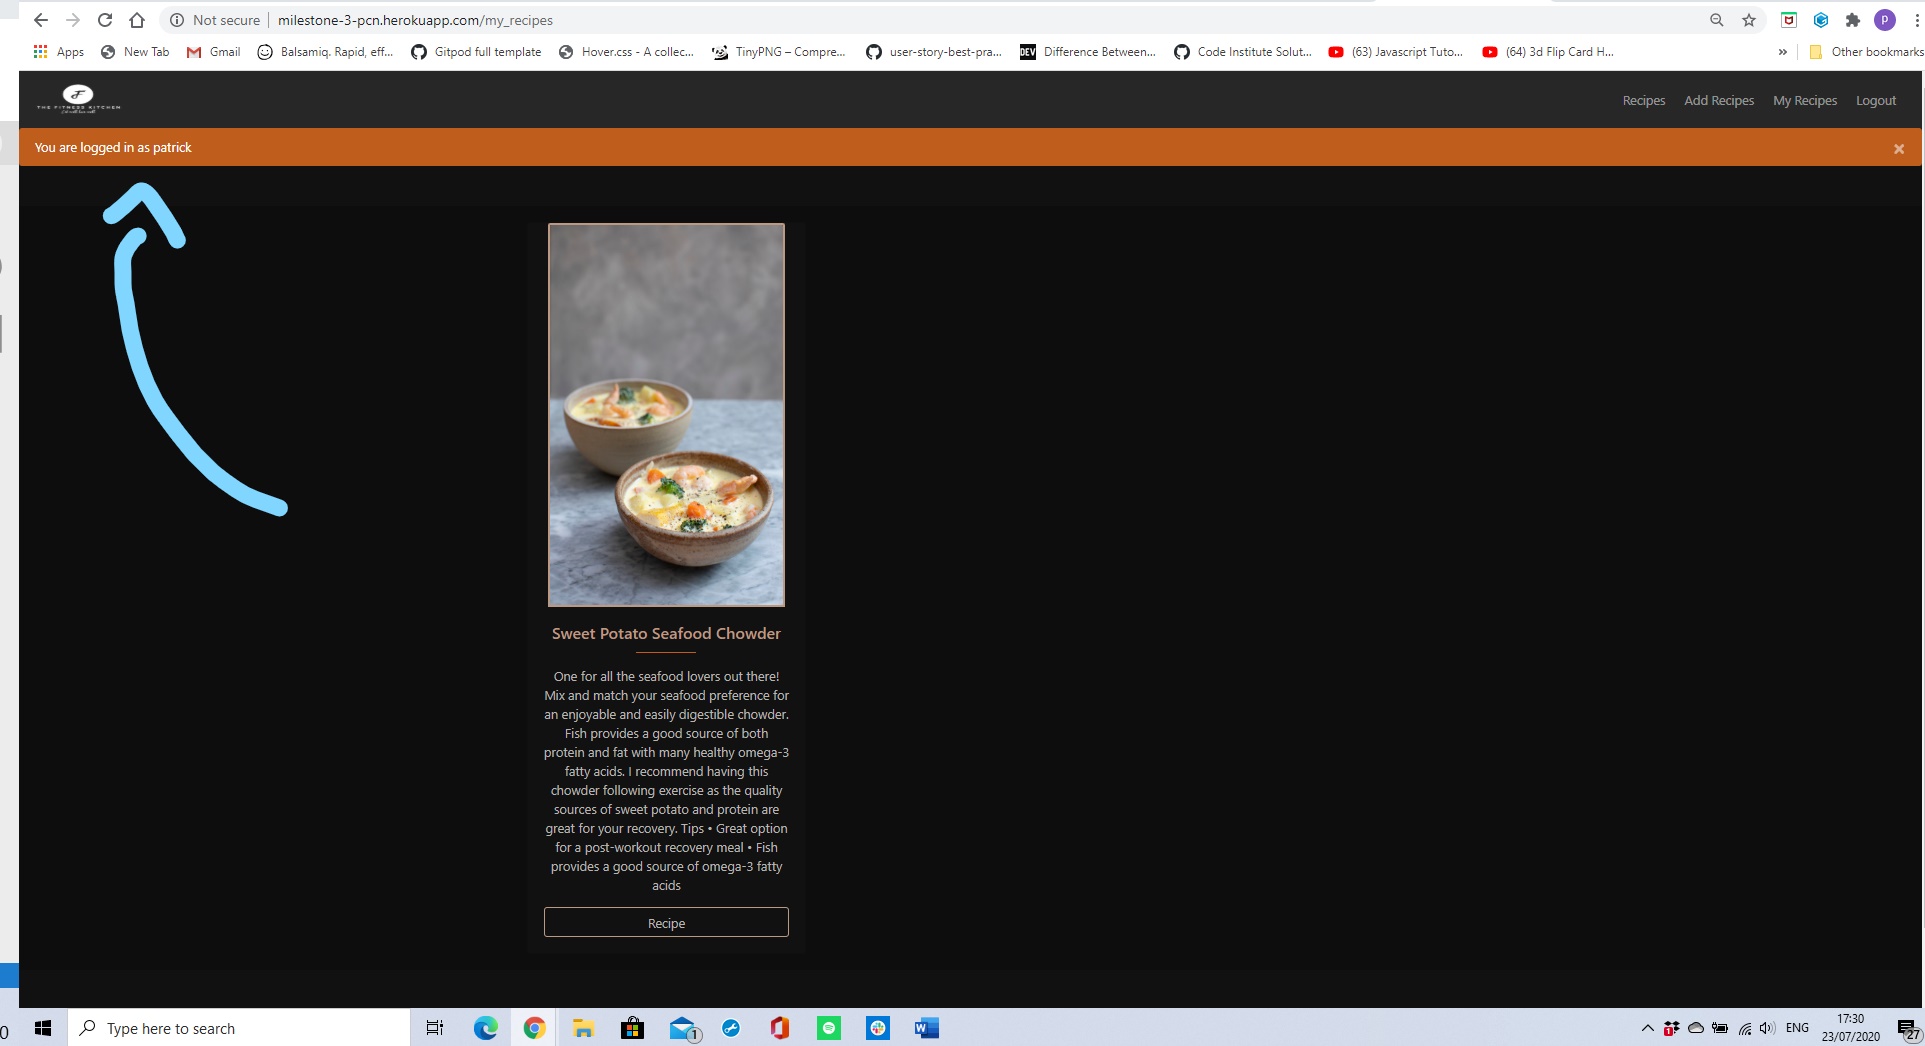 Not secure | milestone-3-pcn.herokuapp.com/my_recipes
Apps New Tab Gmail Balsamiq. Rapid, eff... Gitpod full template Hover.css - A collec... TinyPNG – Compre... user-story-best-pra... DEV Difference Between... Code Institute Solut... (63) Javascript Tuto... (64) 3d Flip Card H... » Other bookmarks
THE FITNESS KITCHEN
Recipes Add Recipes My Recipes Logout
You are logged in as patrick ×
Sweet Potato Seafood Chowder
One for all the seafood lovers out there!
Mix and match your seafood preference for
an enjoyable and easily digestible chowder.
Fish provides a good source of both
protein and fat with many healthy omega-3
fatty acids. I recommend having this
chowder following exercise as the quality
sources of sweet potato and protein are
great for your recovery. Tips • Great option
for a post-workout recovery meal • Fish
provides a good source of omega-3 fatty
acids
Recipe
Type here to search
1
W
1
ENG
17:30
23/07/2020
27